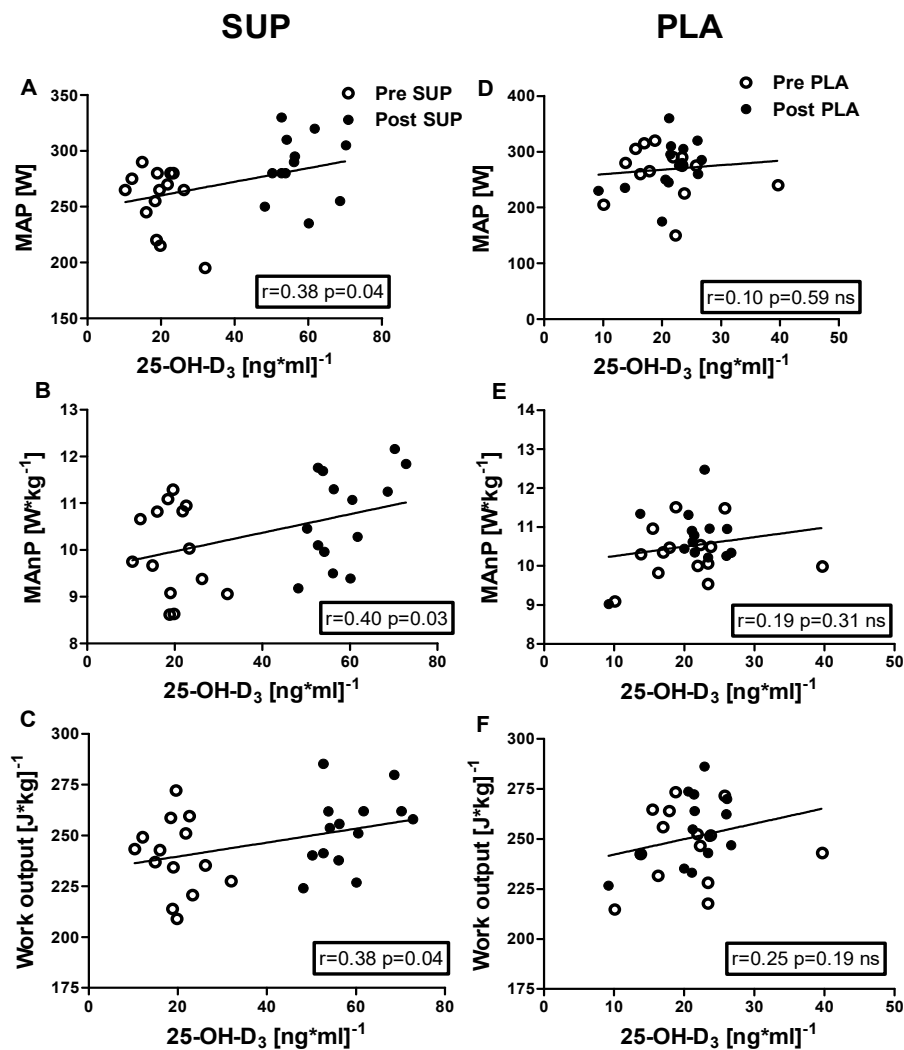 SUP
PLA
A
Pre SUP
Post SUP
350
300
250
200
150
MAP [W]
0 20 40 60 80
25-OH-D3 [ng*ml]-1
r=0.38 p=0.04
D
Pre PLA
Post PLA
400
300
200
100
0
MAP [W]
0 10 20 30 40 50
25-OH-D3 [ng*ml]-1
r=0.10 p=0.59 ns
B
13
12
11
10
9
8
MAnP [W*kg-1]
0 20 40 60 80
25-OH-D3 [ng*ml]-1
r=0.40 p=0.03
E
14
13
12
11
10
9
8
MAnP [W*kg-1]
0 10 20 30 40 50
25-OH-D3 [ng*ml]-1
r=0.19 p=0.31 ns
C
300
275
250
225
200
175
Work output [J*kg]-1
0 20 40 60 80
25-OH-D3 [ng*ml]-1
r=0.38 p=0.04
F
300
275
250
225
200
175
Work output [J*kg]-1
0 10 20 30 40 50
25-OH-D3 [ng*ml]-1
r=0.25 p=0.19 ns